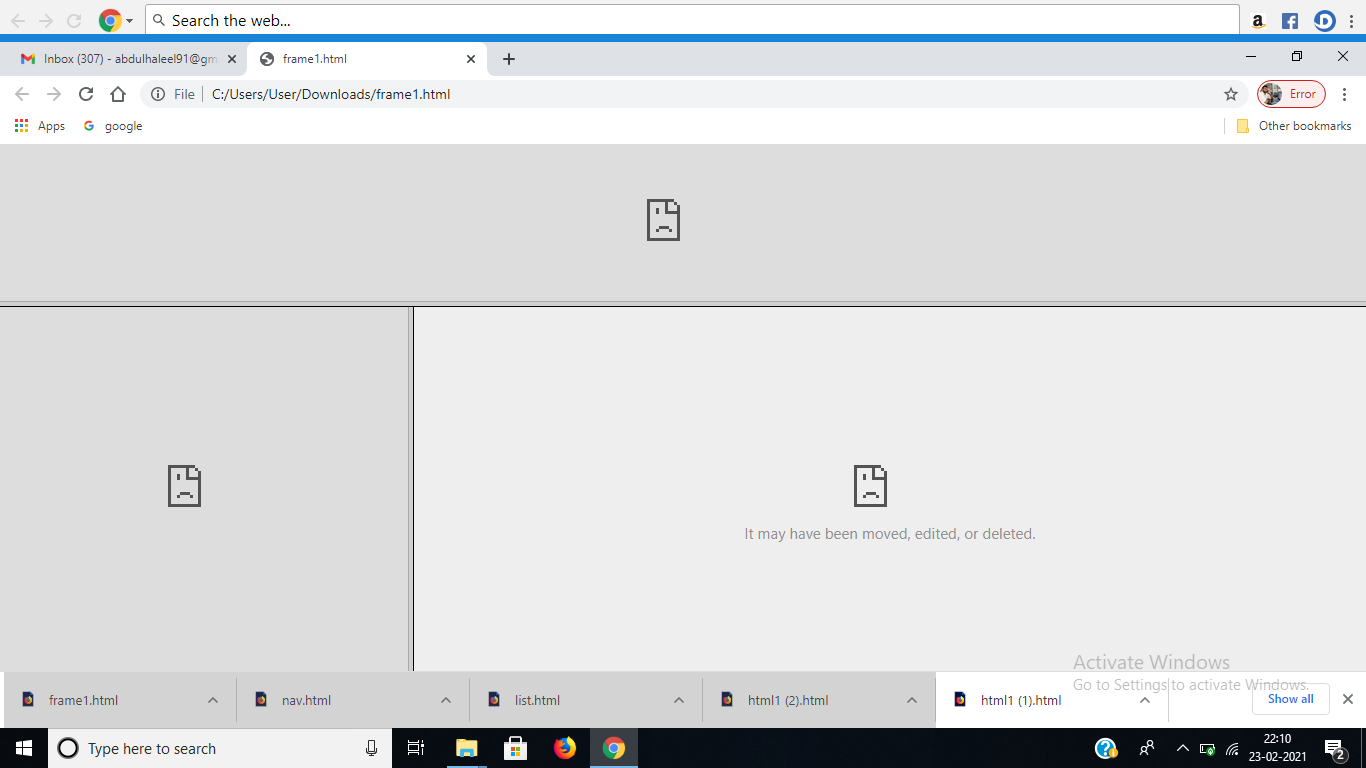 Search the web...
Inbox (307) - abdulhaleel91@gm
frame1.html
File
C:/Users/User/Downloads/frame1.html
Error
Apps
google
Other bookmarks
It may have been moved, edited, or deleted.
Activate Windows
Go to Settings to activate Windows.
frame1.html
nav.html
list.html
html1 (2).html
html1 (1).html
Show all
Type here to search
22:10
23-02-2021
2